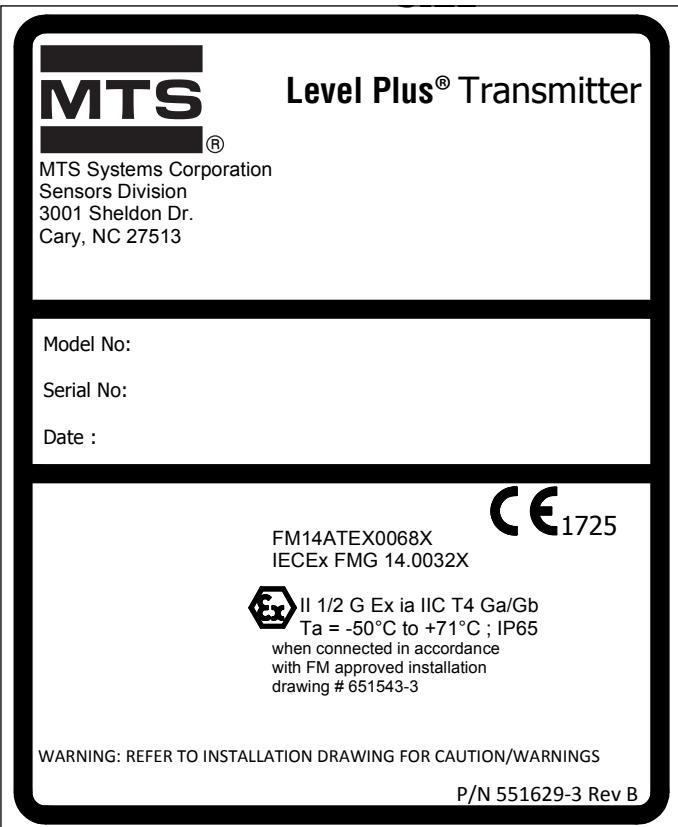 MTS
®
Level Plus® Transmitter
MTS Systems Corporation
Sensors Division
3001 Sheldon Dr.
Cary, NC 27513
Model No:
Serial No:
Date :
CE 1725
FM14ATEX0068X
IECEx FMG 14.0032X
Ex II 1/2 G Ex ia IIC T4 Ga/Gb
Ta = -50°C to +71°C ; IP65
when connected in accordance
with FM approved installation
drawing # 651543-3
WARNING: REFER TO INSTALLATION DRAWING FOR CAUTION/WARNINGS
P/N 551629-3 Rev B